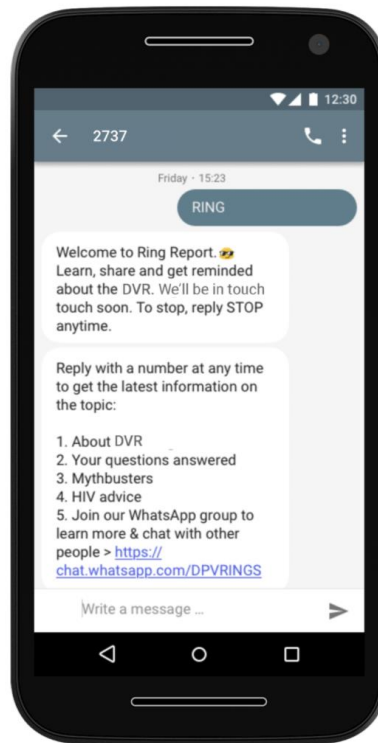 12:30
2737
Friday · 15:23
RING
Welcome to Ring Report. 🤓
Learn, share and get reminded
about the DVR. We'll be in touch
touch soon. To stop, reply STOP
anytime.
Reply with a number at any time
to get the latest information on
the topic:
1. About DVR
2. Your questions answered
3. Mythbusters
4. HIV advice
5. Join our WhatsApp group to
learn more & chat with other
people > https://
chat.whatsapp.com/DPVRINGS
Write a message ...